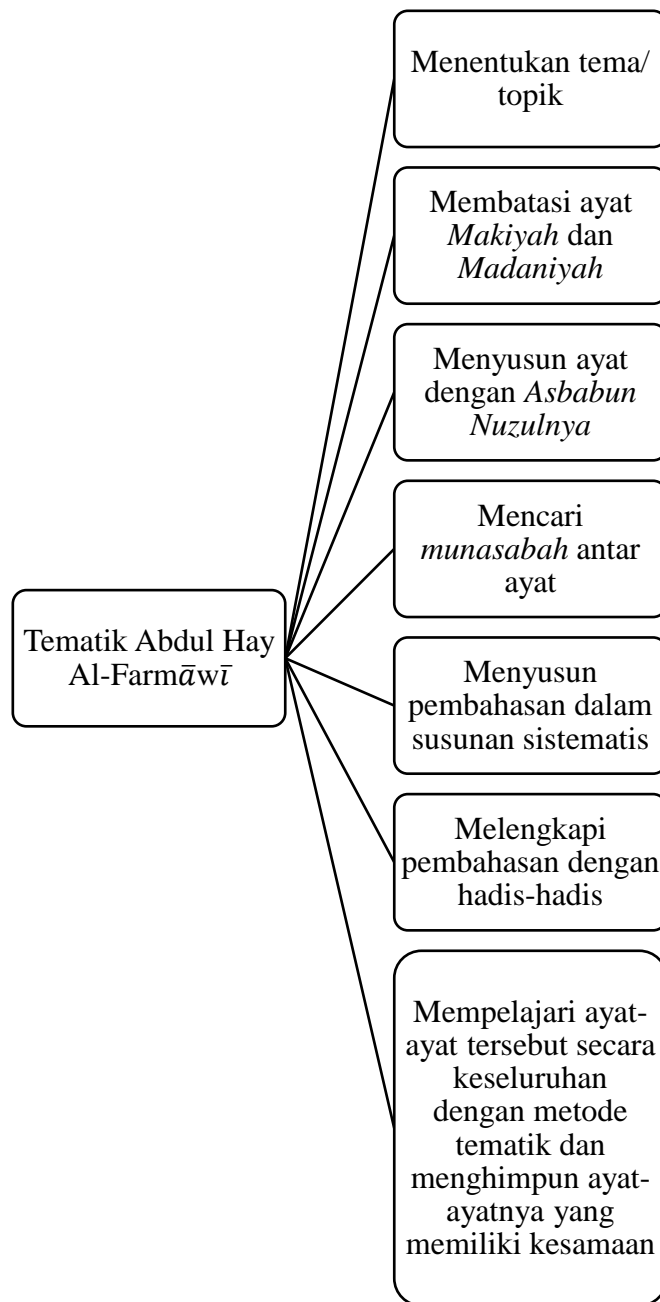 Menentukan tema/
topik
Membatasi ayat
Makiyah dan
Madaniyah
Menyusun ayat
dengan Asbabun
Nuzulnya
Mencari
munasabah antar
ayat
Tematik Abdul Hay
Al-Farmāwī
Menyusun
pembahasan dalam
susunan sistematis
Melengkapi
pembahasan dengan
hadis-hadis
Mempelajari ayat-
ayat tersebut secara
keseluruhan
dengan metode
tematik dan
menghimpun ayat-
ayatnya yang
memiliki kesamaan